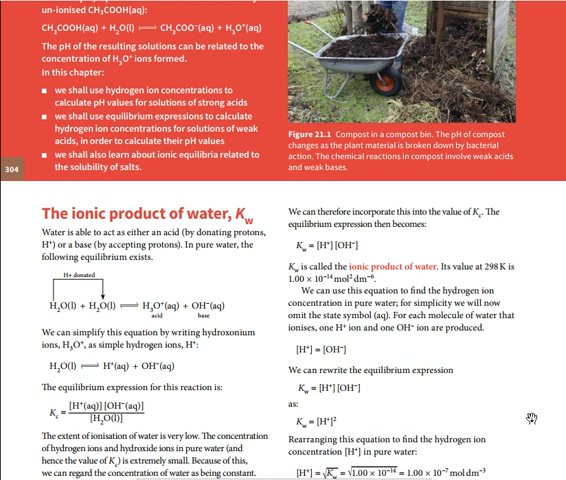 un-ionised CH₃COOH(aq):
CH₃COOH(aq) + H₂O(l) ⇌ CH₃COO⁻(aq) + H₃O⁺(aq)
The pH of the resulting solutions can be related to the
concentration of H₃O⁺ ions formed.
In this chapter:
■ we shall use hydrogen ion concentrations to
calculate pH values for solutions of strong acids
■ we shall use equilibrium expressions to calculate
hydrogen ion concentrations for solutions of weak
acids, in order to calculate their pH values
■ we shall also learn about ionic equilibria related to
the solubility of salts.
304
Figure 21.1 Compost in a compost bin. The pH of compost
changes as the plant material is broken down by bacterial
action. The chemical reactions in compost involve weak acids
and weak bases.
The ionic product of water, K_w
Water is able to act as either an acid (by donating protons,
H⁺) or a base (by accepting protons). In pure water, the
following equilibrium exists.
H+ donated
H₂O(l) + H₂O(l) ⇌ H₃O⁺(aq) + OH⁻(aq)
acid base
We can simplify this equation by writing hydroxonium
ions, H₃O⁺, as simple hydrogen ions, H⁺:
H₂O(l) ⇌ H⁺(aq) + OH⁻(aq)
The equilibrium expression for this reaction is:
K_c = [H⁺(aq)] [OH⁻(aq)] / [H₂O(l)]
The extent of ionisation of water is very low. The concentration
of hydrogen ions and hydroxide ions in pure water (and
hence the value of K_c) is extremely small. Because of this,
we can regard the concentration of water as being constant.
We can therefore incorporate this into the value of K_c. The
equilibrium expression then becomes:
K_w = [H⁺] [OH⁻]
K_w is called the ionic product of water. Its value at 298 K is
1.00 × 10⁻¹⁴ mol² dm⁻⁶.
We can use this equation to find the hydrogen ion
concentration in pure water; for simplicity we will now
omit the state symbol (aq). For each molecule of water that
ionises, one H⁺ ion and one OH⁻ ion are produced.
[H⁺] = [OH⁻]
We can rewrite the equilibrium expression
K_w = [H⁺] [OH⁻]
as:
K_w = [H⁺]²
Rearranging this equation to find the hydrogen ion
concentration [H⁺] in pure water:
[H⁺] = √K_w = √1.00 × 10⁻¹⁴ = 1.00 × 10⁻⁷ mol dm⁻³